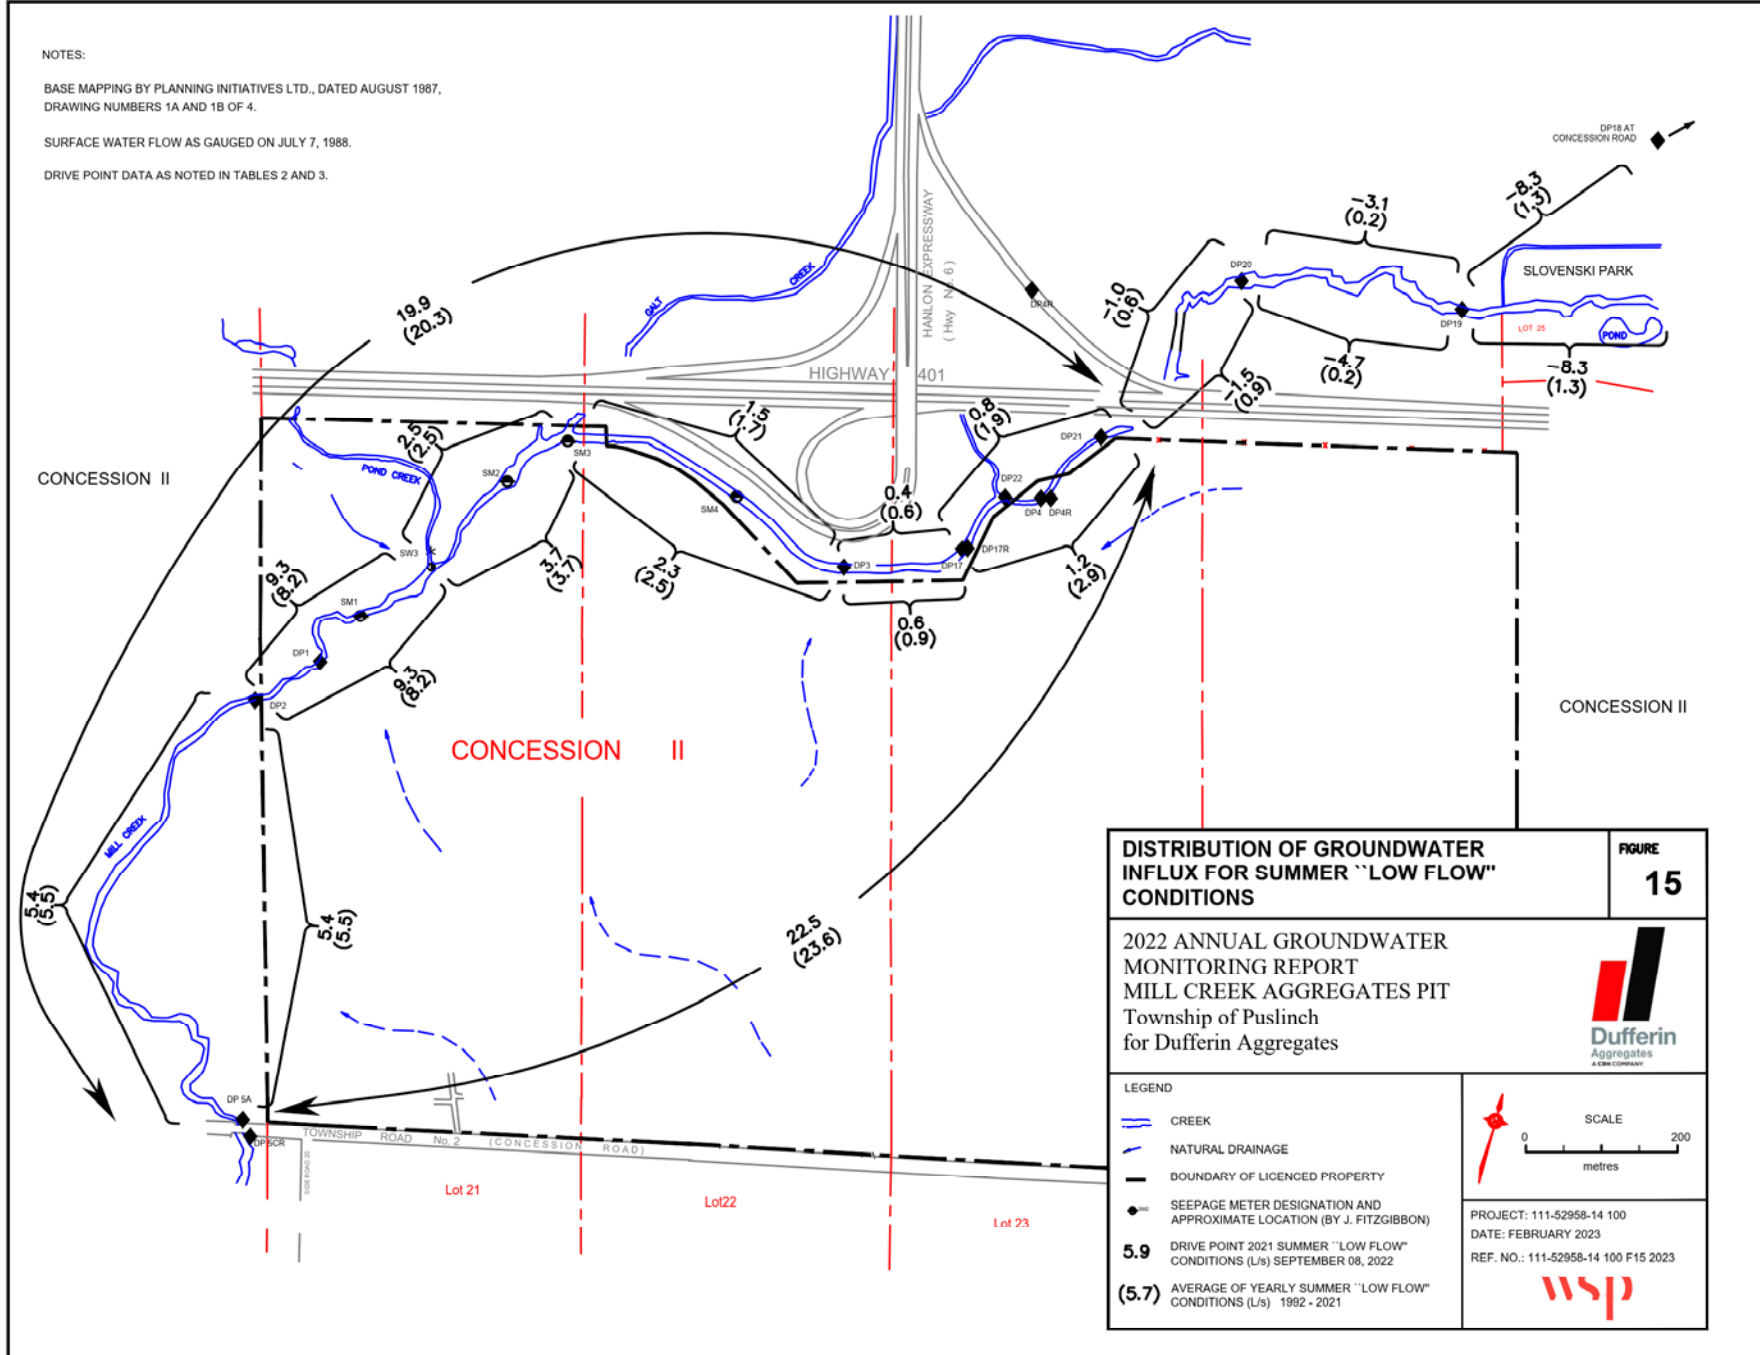 NOTES:
BASE MAPPING BY PLANNING INITIATIVES LTD., DATED AUGUST 1987,
DRAWING NUMBERS 1A AND 1B OF 4.
SURFACE WATER FLOW AS GAUGED ON JULY 7, 1988.
DRIVE POINT DATA AS NOTED IN TABLES 2 AND 3.
DP18 AT
CONCESSION ROAD
-8.3
(1.3)
-3.1
(0.2)
HANLON EXPRESSWAY
( Hwy No. 6 )
GALT CREEK
DP4R
DP20
-1.0
(0.6)
SLOVENSKI PARK
DP19
LOT 25
POND
19.9
(20.3)
HIGHWAY 401
-4.7
(0.2)
-8.3
(1.3)
-1.5
(0.9)
1.5
(1.7)
0.8
(1.9)
2.5
(2.5)
DP21
SM3
CONCESSION II
POND CREEK
SM2
SM4
0.4
(0.6)
DP22
DP4
DP4R
SW3
DP3
DP17
DP17R
9.3
(8.2)
3.7
(3.7)
2.3
(2.5)
1.2
(2.9)
SM1
0.6
(0.9)
DP1
9.3
(8.2)
DP2
CONCESSION II
CONCESSION II
MILL CREEK
5.4
(5.5)
5.4
(5.5)
22.5
(23.6)
DP 5A
DP 5CR
TOWNSHIP ROAD No. 2 (CONCESSION ROAD)
SIDE ROAD 20
Lot 21
Lot22
Lot 23
DISTRIBUTION OF GROUNDWATER
INFLUX FOR SUMMER ``LOW FLOW"
CONDITIONS
FIGURE
15
2022 ANNUAL GROUNDWATER
MONITORING REPORT
MILL CREEK AGGREGATES PIT
Township of Puslinch
for Dufferin Aggregates
Dufferin
Aggregates
A CRH COMPANY
LEGEND
CREEK
NATURAL DRAINAGE
BOUNDARY OF LICENCED PROPERTY
SEEPAGE METER DESIGNATION AND
APPROXIMATE LOCATION (BY J. FITZGIBBON)
5.9 DRIVE POINT 2021 SUMMER ``LOW FLOW"
CONDITIONS (L/s) SEPTEMBER 08, 2022
(5.7) AVERAGE OF YEARLY SUMMER ``LOW FLOW"
CONDITIONS (L/s) 1992 - 2021
SCALE
0 200
metres
PROJECT: 111-52958-14 100
DATE: FEBRUARY 2023
REF. NO.: 111-52958-14 100 F15 2023
wsp